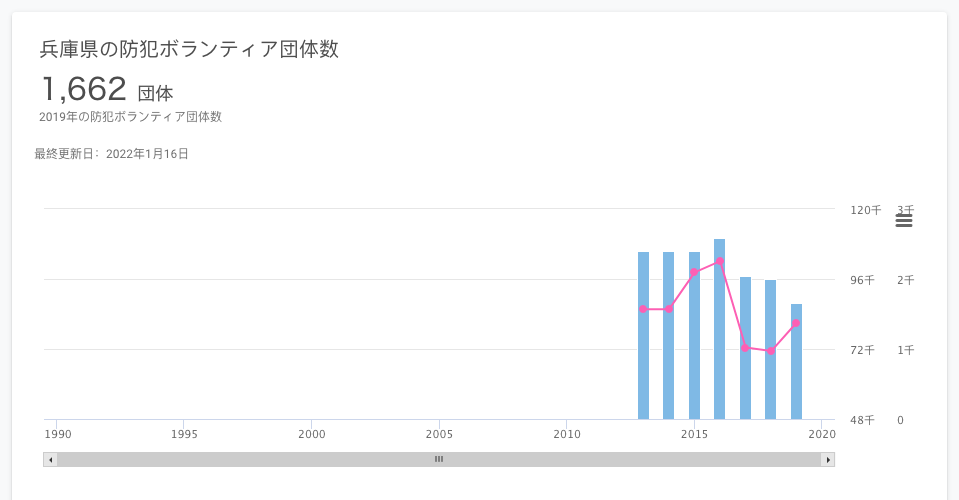 兵庫県の防犯ボランティア団体数
1,662 団体
2019年の防犯ボランティア団体数
最終更新日: 2022年1月16日
120千 3千
96千 2千
72千 1千
48千 0
1990 1995 2000 2005 2010 2015 2020